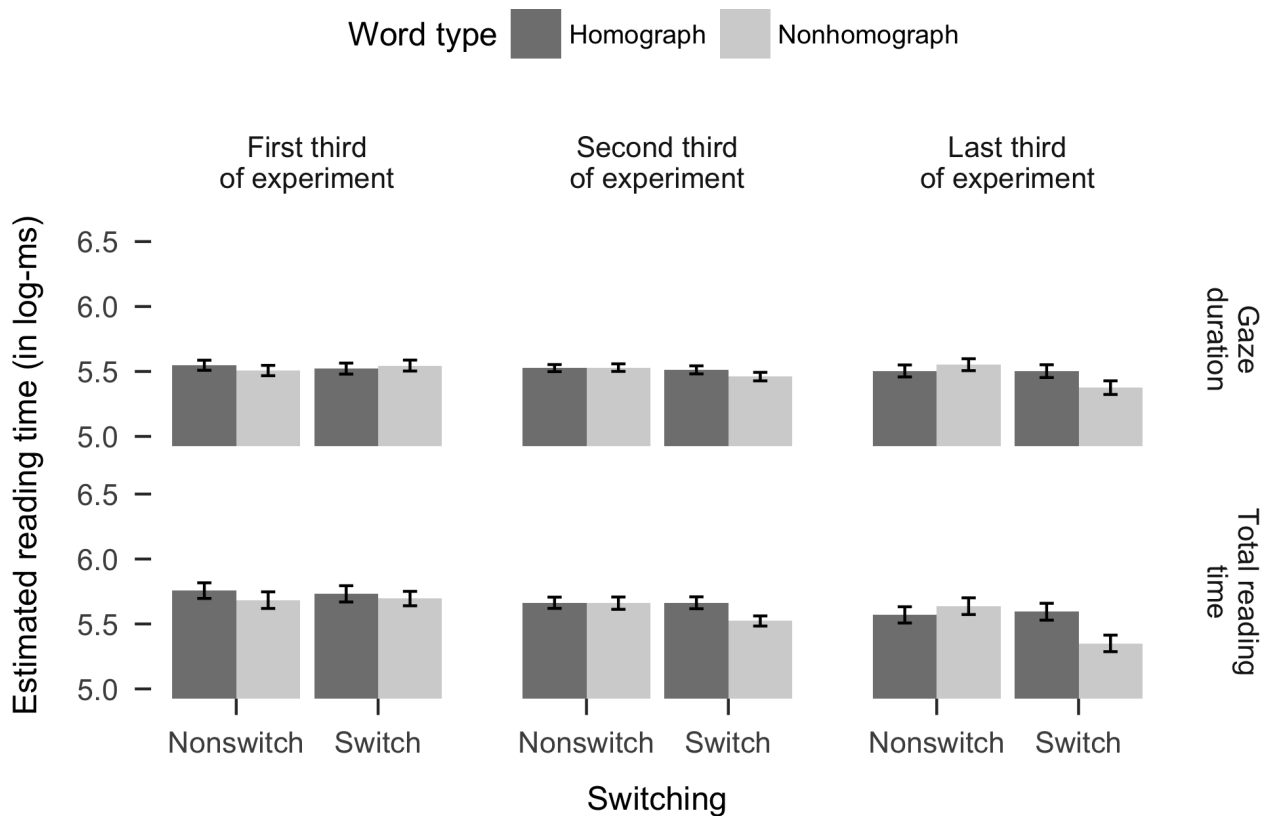 Word type Homograph Nonhomograph
First third
of experiment
Second third
of experiment
Last third
of experiment
Estimated reading time (in log-ms)
6.5
6.0
5.5
5.0
Gaze
duration
6.5
6.0
5.5
5.0
Total reading
time
Nonswitch Switch Nonswitch Switch Nonswitch Switch
Switching